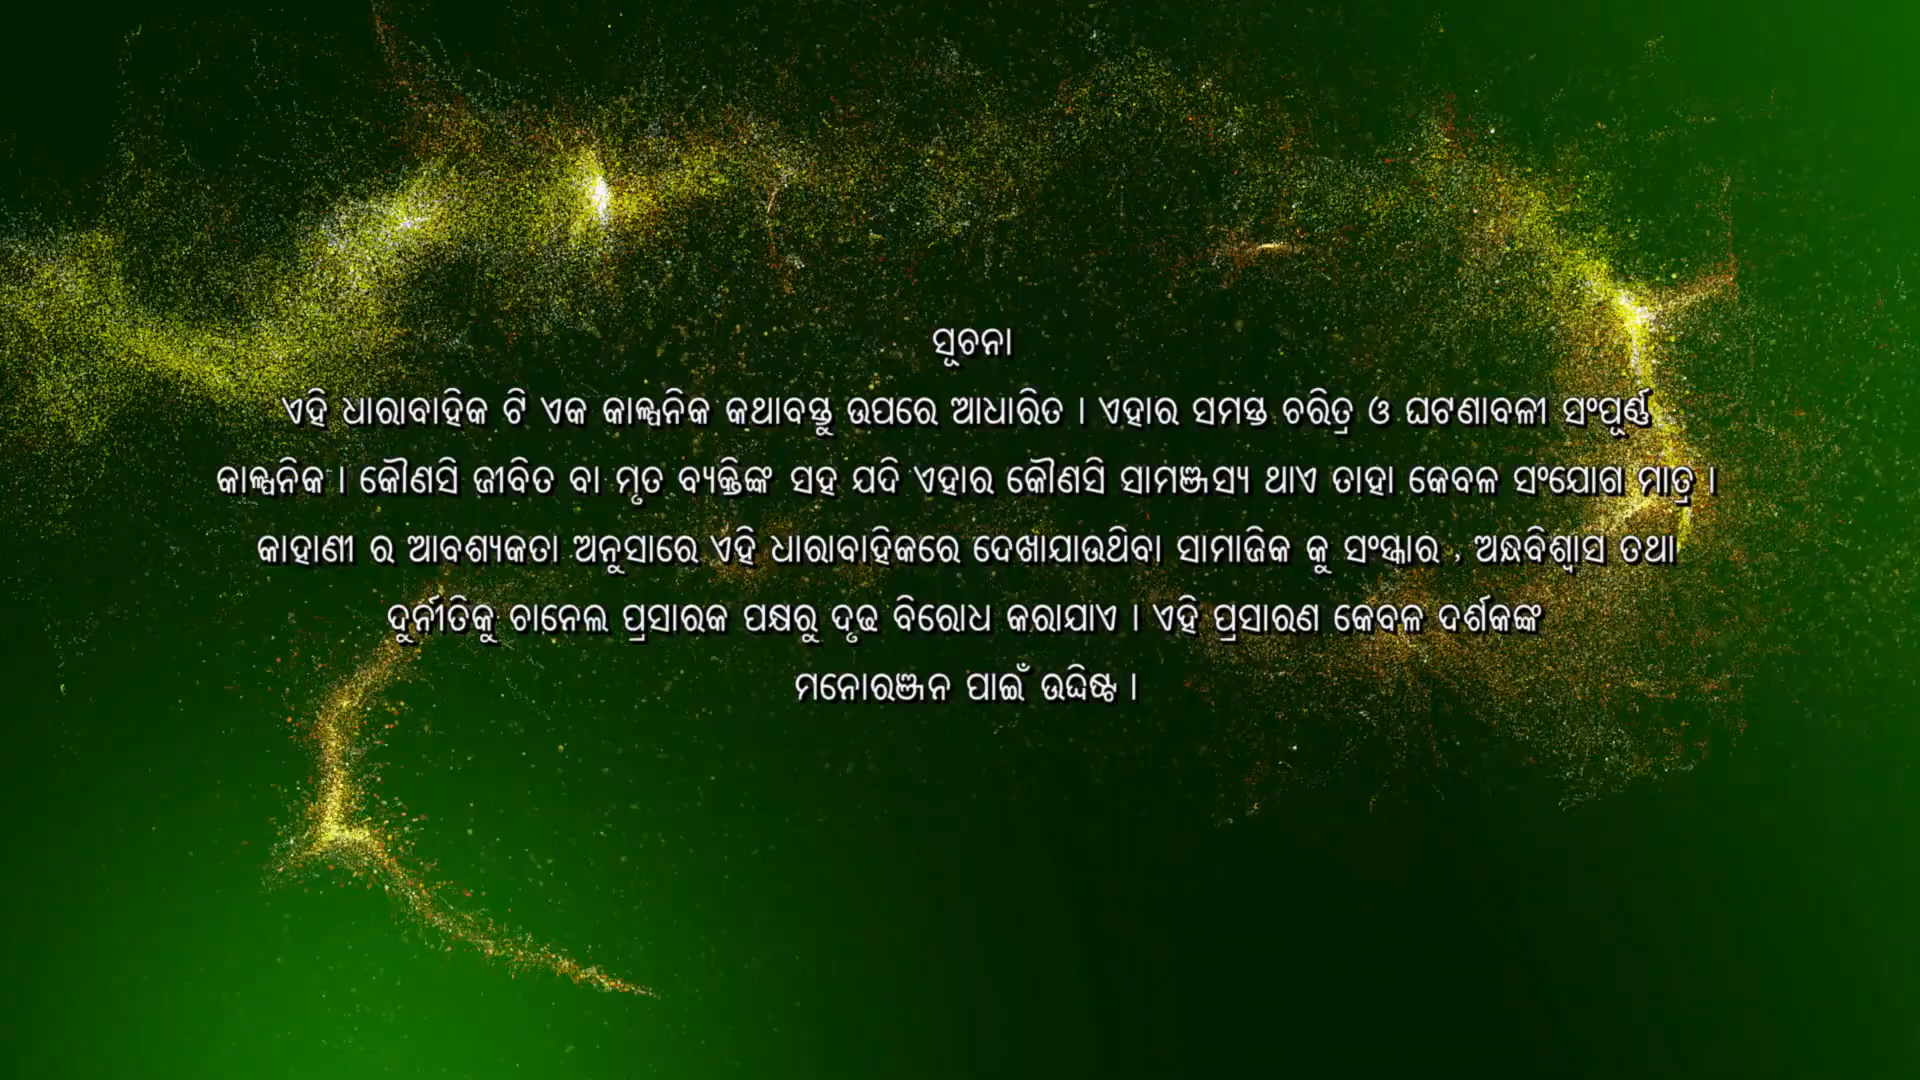 ସୂଚନା
ଏହି ଧାରାବାହିକ ଟି ଏକ କାଳ୍ପନିକ କଥାବସ୍ତୁ ଉପରେ ଆଧାରିତ । ଏହାର ସମସ୍ତ ଚରିତ୍ର ଓ ଘଟଣାବଳୀ ସଂପୂର୍ଣ୍ଣ
କାଳ୍ପନିକ । କୌଣସି ଜୀବିତ ବା ମୃତ ବ୍ୟକ୍ତିଙ୍କ ସହ ଯଦି ଏହାର କୌଣସି ସାମଞ୍ଜସ୍ୟ ଥାଏ ତାହା କେବଳ ସଂଯୋଗ ମାତ୍ର ।
କାହାଣୀ ର ଆବଶ୍ୟକତା ଅନୁସାରେ ଏହି ଧାରାବାହିକରେ ଦେଖାଯାଉଥିବା ସାମାଜିକ କୁ ସଂସ୍କାର , ଅନ୍ଧବିଶ୍ୱାସ ତଥା
ଦୁର୍ନୀତିକୁ ଚାନେଲ ପ୍ରସାରକ ପକ୍ଷରୁ ଦୃଢ ବିରୋଧ କରାଯାଏ । ଏହି ପ୍ରସାରଣ କେବଳ ଦର୍ଶକଙ୍କ
ମନୋରଞ୍ଜନ ପାଇଁ ଉଦ୍ଦିଷ୍ଟ ।